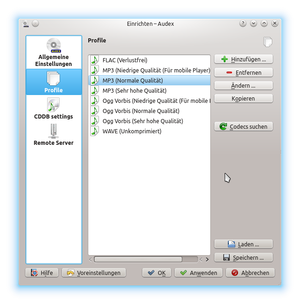 Einrichten – Audex
Allgemeine
Einstellungen
Profile
CDDB settings
Remote Server
Profile
FLAC (Verlustfrei)
MP3 (Niedrige Qualität (Für mobile Player)
MP3 (Normale Qualität)
MP3 (Sehr hohe Qualität)
Ogg Vorbis (Niedrige Qualität (Für mobile
Ogg Vorbis (Normale Qualität)
Ogg Vorbis (Sehr hohe Qualität)
WAVE (Unkomprimiert)
Hinzufügen ...
Entfernen
Ändern ...
Kopieren
Codecs suchen
Laden ...
Speichern ...
Hilfe
Voreinstellungen
OK
Anwenden
Abbrechen